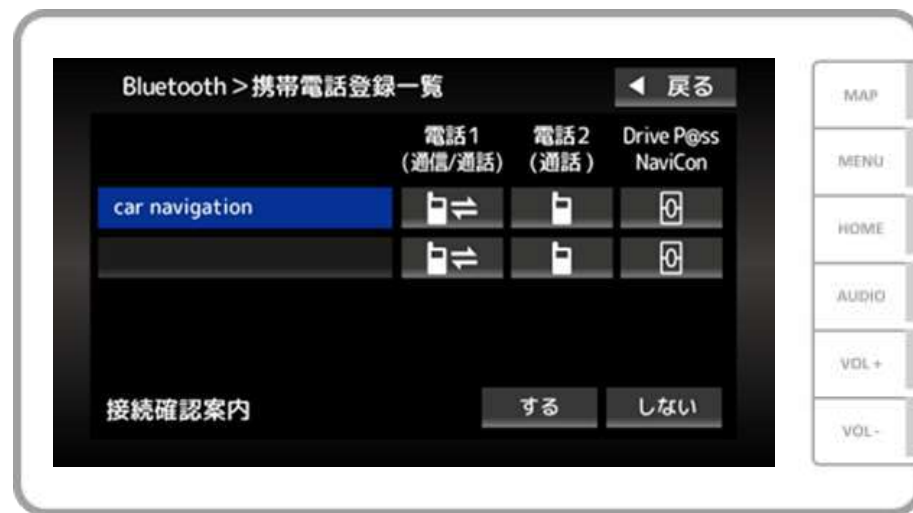 Bluetooth＞携帯電話登録一覧
◀ 戻る
電話1
(通信/通話)
電話2
(通話)
Drive P@ss
NaviCon
car navigation
接続確認案内
する
しない
MAP
MENU
HOME
AUDIO
VOL+
VOL-